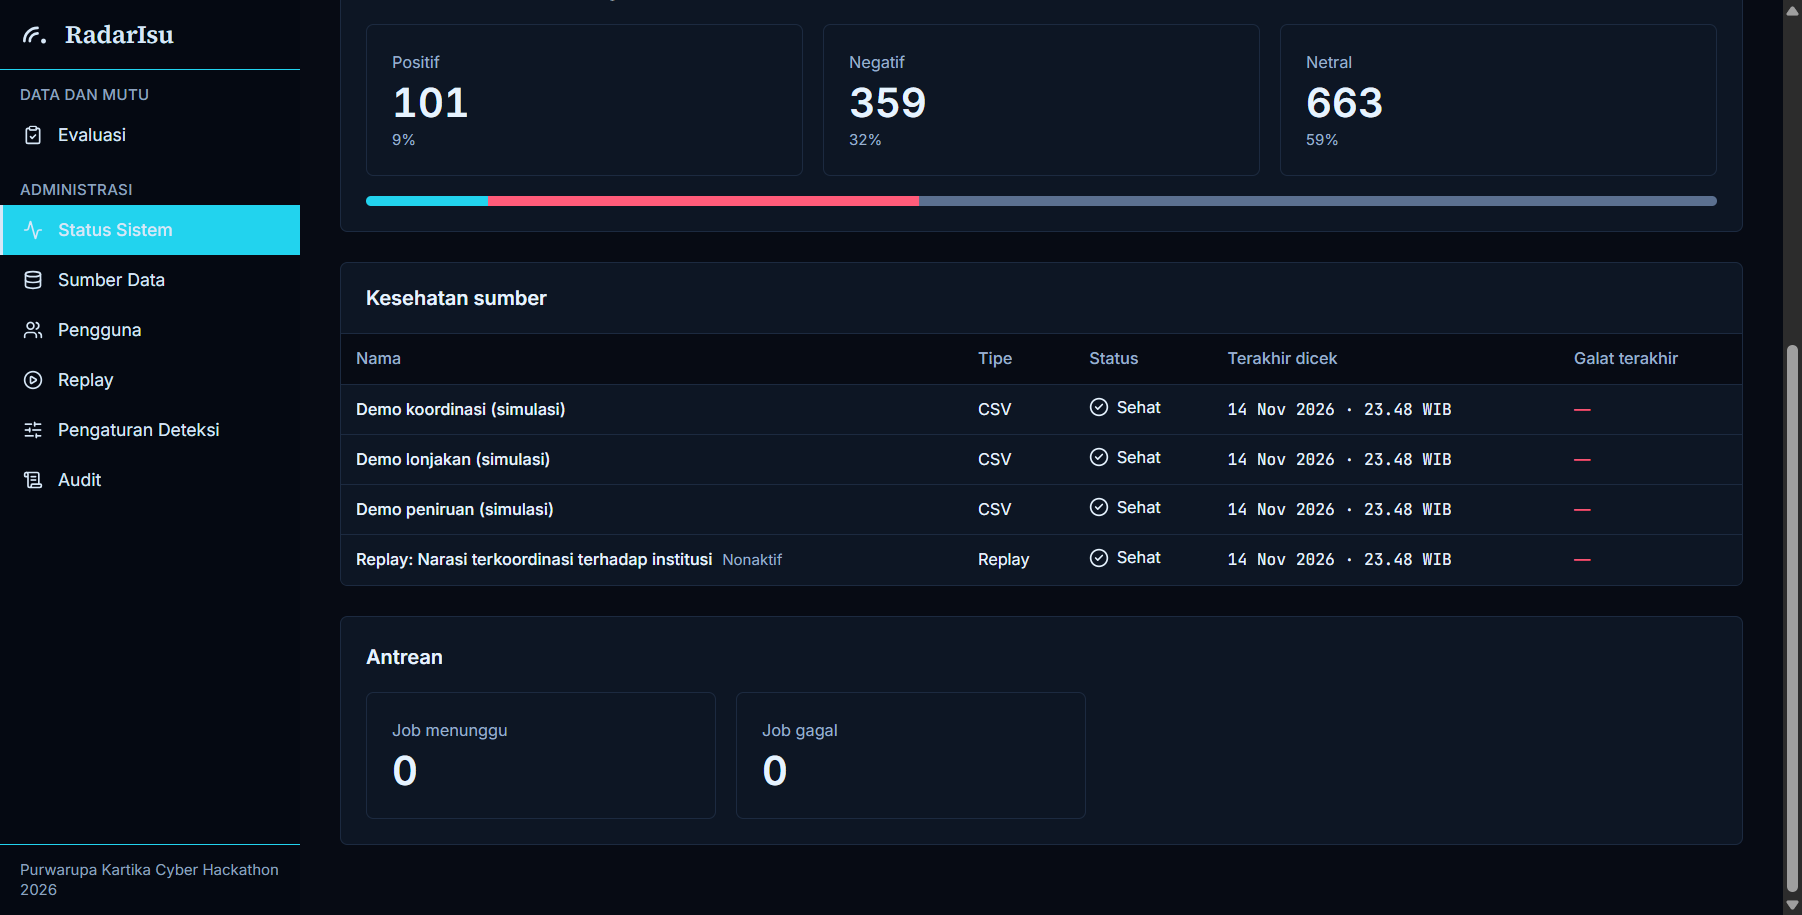 RadarIsu
DATA DAN MUTU
Evaluasi
ADMINISTRASI
Status Sistem
Sumber Data
Pengguna
Replay
Pengaturan Deteksi
Audit
Purwarupa Kartika Cyber Hackathon
2026
Positif
101
9%
Negatif
359
32%
Netral
663
59%
Kesehatan sumber
Nama Tipe Status Terakhir dicek Galat terakhir
Demo koordinasi (simulasi) CSV Sehat 14 Nov 2026 · 23.48 WIB —
Demo lonjakan (simulasi) CSV Sehat 14 Nov 2026 · 23.48 WIB —
Demo peniruan (simulasi) CSV Sehat 14 Nov 2026 · 23.48 WIB —
Replay: Narasi terkoordinasi terhadap institusi Nonaktif Replay Sehat 14 Nov 2026 · 23.48 WIB —
Antrean
Job menunggu
0
Job gagal
0